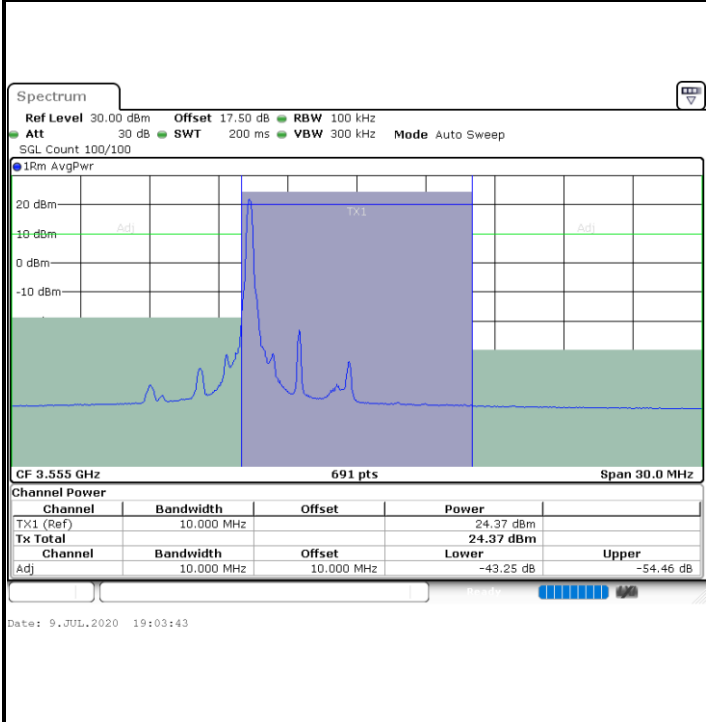 Spectrum
Ref Level 30.00 dBm Offset 17.50 dB RBW 100 kHz
Att 30 dB SWT 200 ms VBW 300 kHz Mode Auto Sweep
SGL Count 100/100
1Rm AvgPwr
20 dBm
TX1
Adj
Adj
10 dBm
0 dBm
-10 dBm
CF 3.555 GHz 691 pts Span 30.0 MHz
Channel Power
Channel Bandwidth Offset Power
TX1 (Ref) 10.000 MHz 24.37 dBm
Tx Total 24.37 dBm
Channel Bandwidth Offset Lower Upper
Adj 10.000 MHz 10.000 MHz -43.25 dB -54.46 dB
Ready
Date: 9.JUL.2020 19:03:43